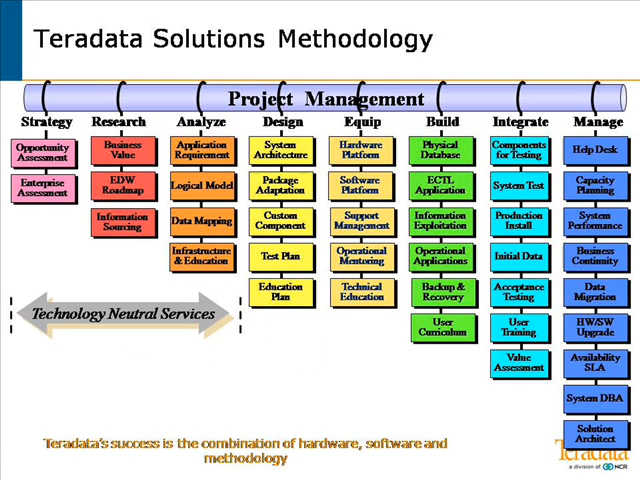 Teradata Solutions Methodology
Project Management
Strategy
Opportunity
Assessment
Enterprise
Assessment
Research
Business
Value
EDW
Roadmap
Information
Sourcing
Analyze
Application
Requirement
Logical Model
Data Mapping
Infrastructure
& Education
Design
System
Architecture
Package
Adaptation
Custom
Component
Test Plan
Education
Plan
Equip
Hardware
Platform
Software
Platform
Support
Management
Operational
Mentoring
Technical
Education
Build
Physical
Database
ECTL
Application
Information
Exploitation
Operational
Applications
Backup &
Recovery
User
Curriculum
Integrate
Components
for Testing
System Test
Production
Install
Initial Data
Acceptance
Testing
User
Training
Value
Assessment
Manage
Help Desk
Capacity
Planning
System
Performance
Business
Continuity
Data
Migration
HW/SW
Upgrade
Availability
SLA
System DBA
Solution
Architect
Technology Neutral Services
Teradata's success is the combination of hardware, software and
methodology
Teradata
a division of NCR